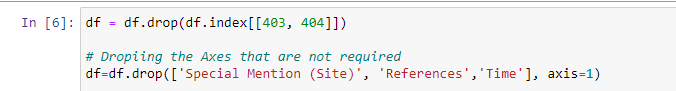 In [6]: df = df.drop(df.index[[403, 404]])
# Dropiing the Axes that are not required
df=df.drop(['Special Mention (Site)', 'References','Time'], axis=1)